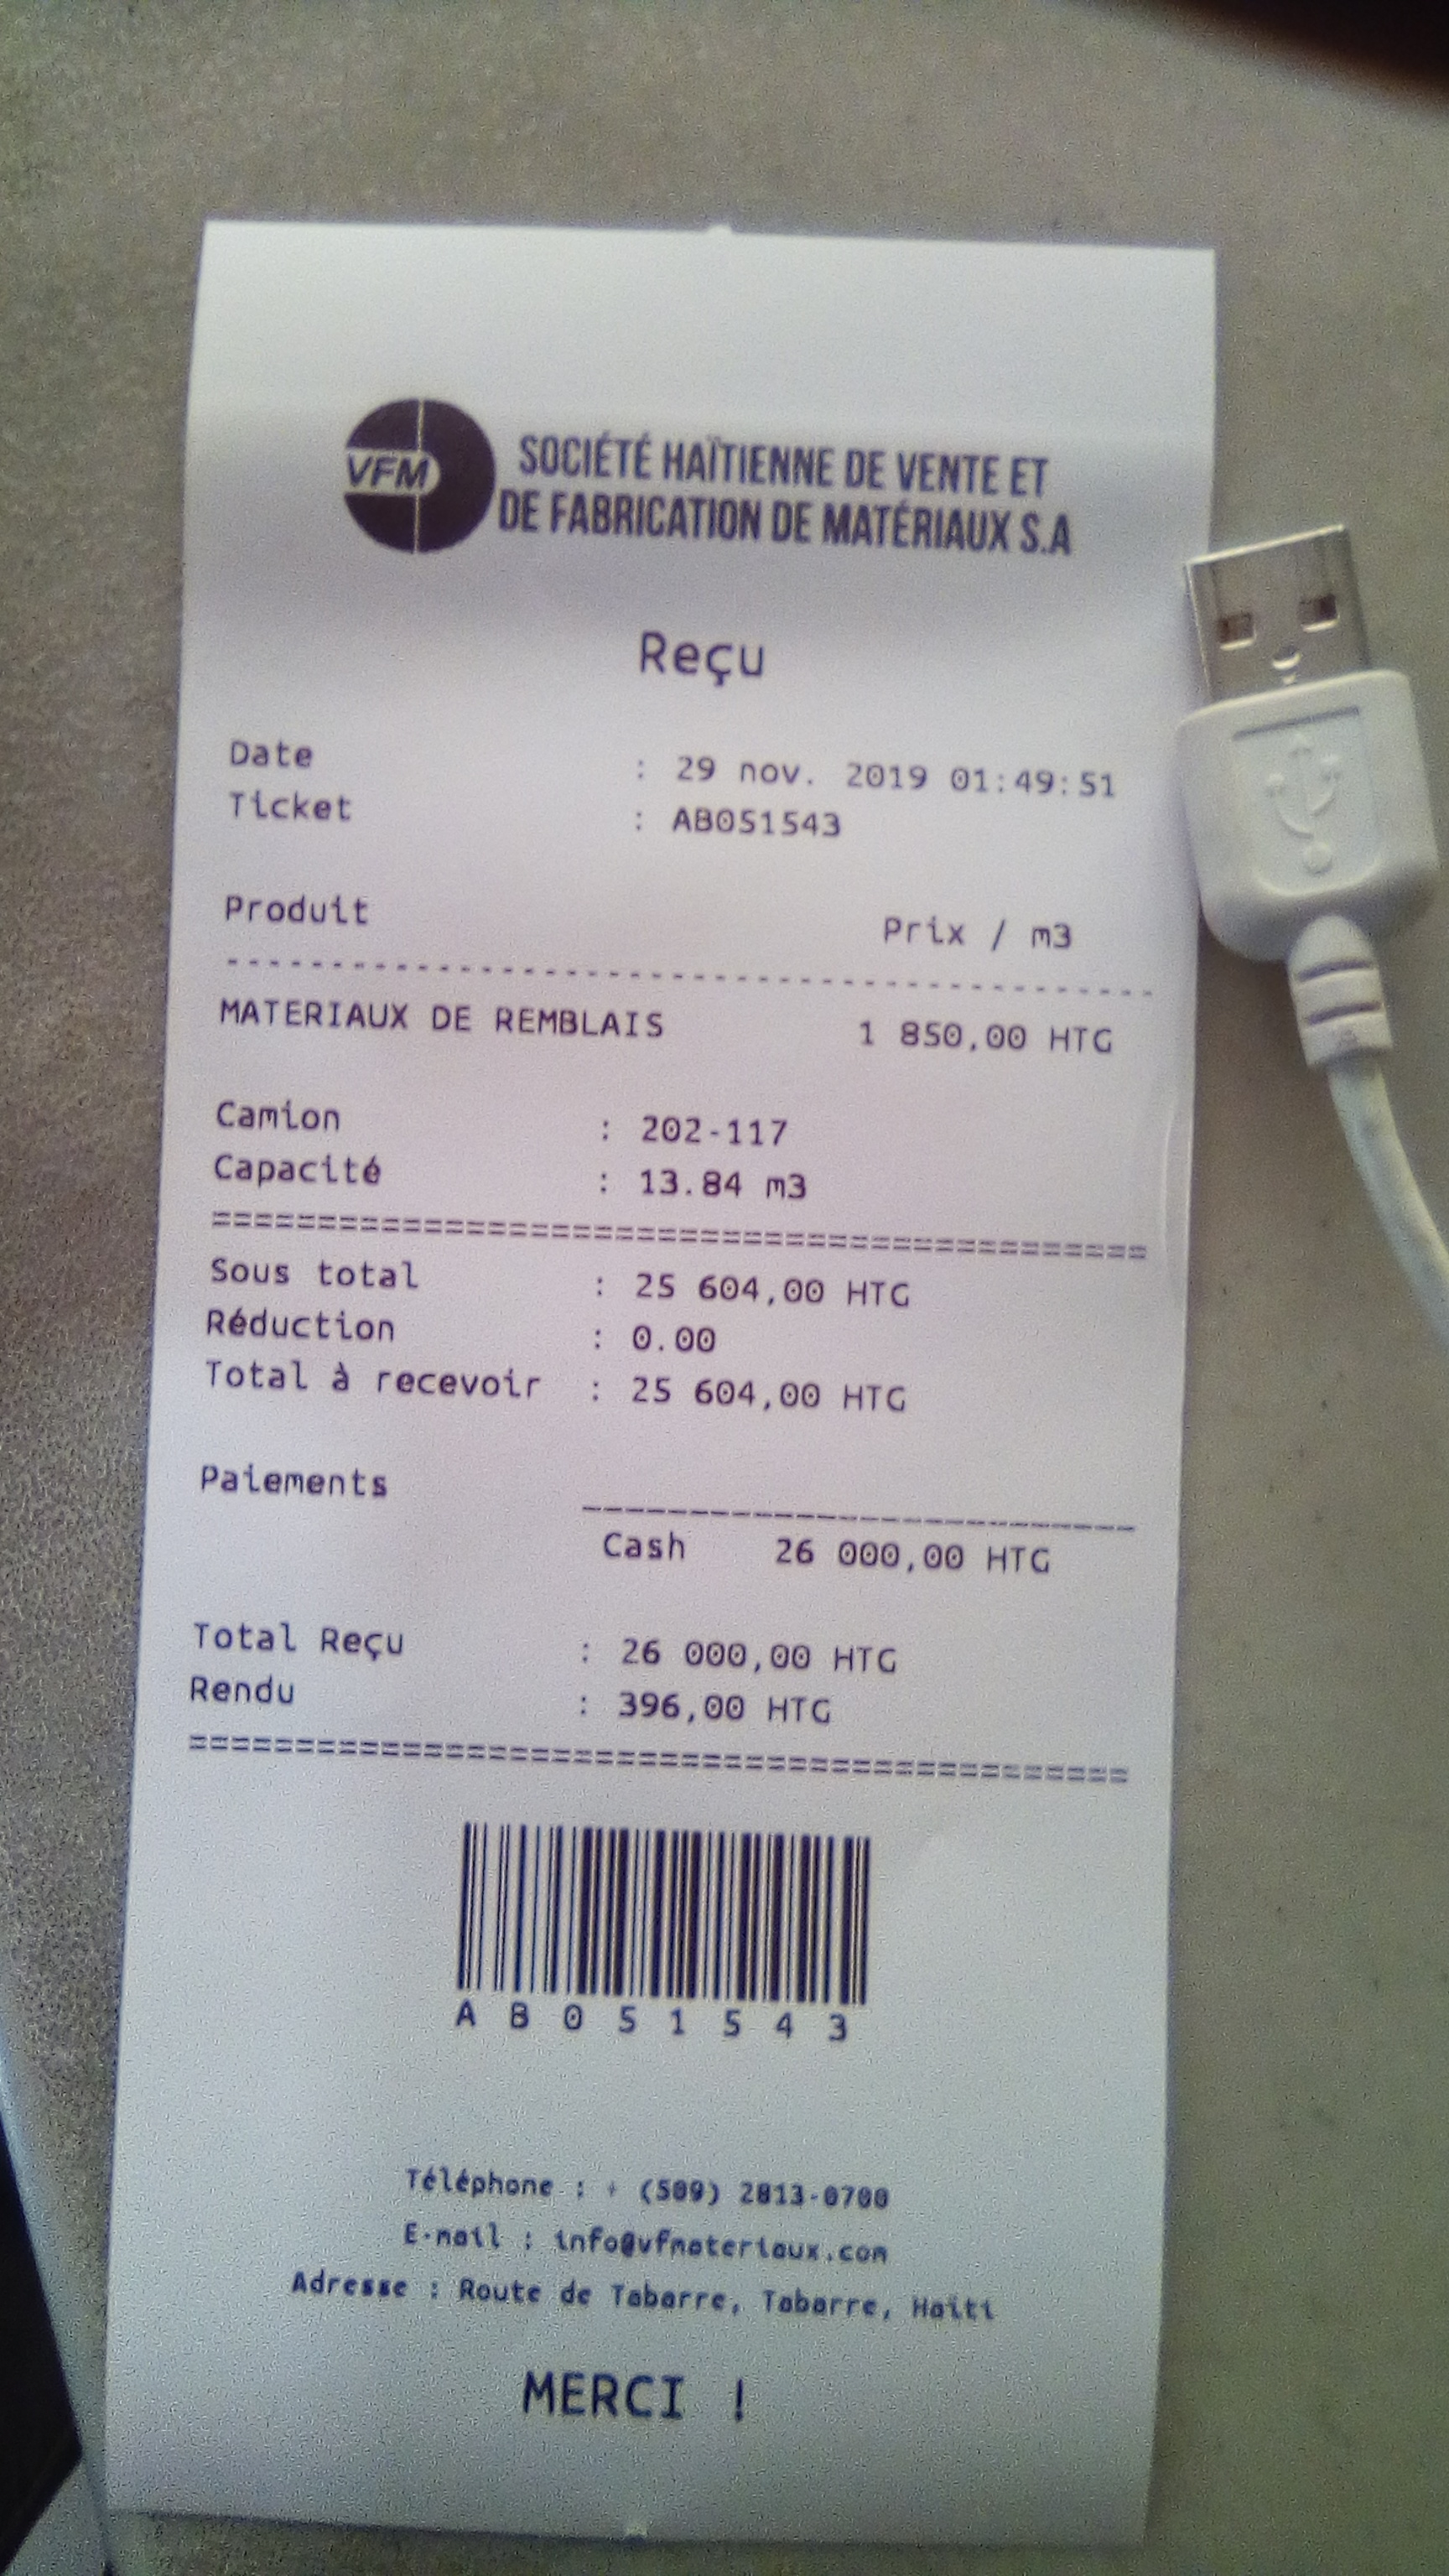 VFM
SOCIÉTÉ HAÏTIENNE DE VENTE ET
DE FABRICATION DE MATÉRIAUX S.A
Reçu
Date : 29 nov. 2019 01:49:51
Ticket : AB051543
Produit Prix / m3
MATERIAUX DE REMBLAIS 1 850,00 HTG
Camion : 202-117
Capacité : 13.84 m3
Sous total : 25 604,00 HTG
Réduction : 0.00
Total à recevoir : 25 604,00 HTG
Paiements
Cash 26 000,00 HTG
Total Reçu : 26 000,00 HTG
Rendu : 396,00 HTG
A B 0 5 1 5 4 3
Téléphone : + (509) 2813-0700
E-mail : info@vfmateriaux.com
Adresse : Route de Tabarre, Tabarre, Haïti
MERCI !